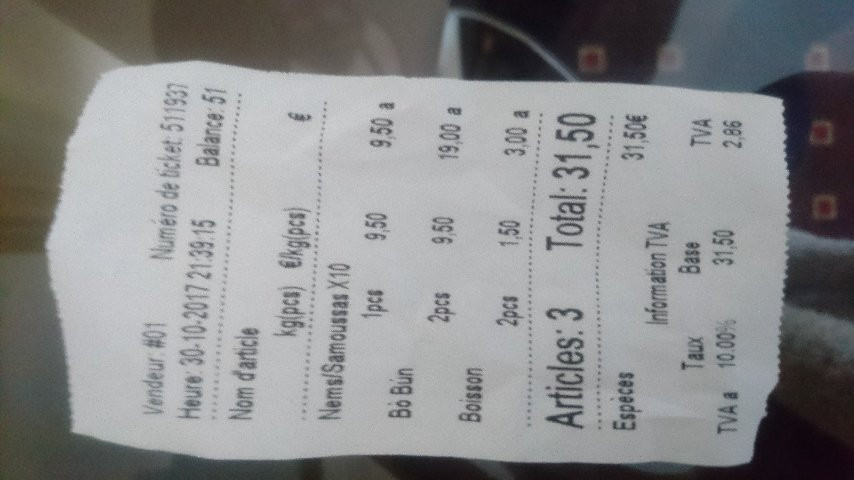 Vendeur: #01 Numéro de ticket: 511937
Heure: 30-10-2017 21:39:15 Balance: 51
Nom d'article
kg(pcs) €/kg(pcs) €
Nems/Samoussas X10
1pcs 9,50 9,50 a
Bò Bún
2pcs 9,50 19,00 a
Boisson
2pcs 1,50 3,00 a
Articles: 3 Total: 31,50
Espèces 31,50€
Information TVA
Taux Base TVA
TVA a 10.00% 31,50 2,86